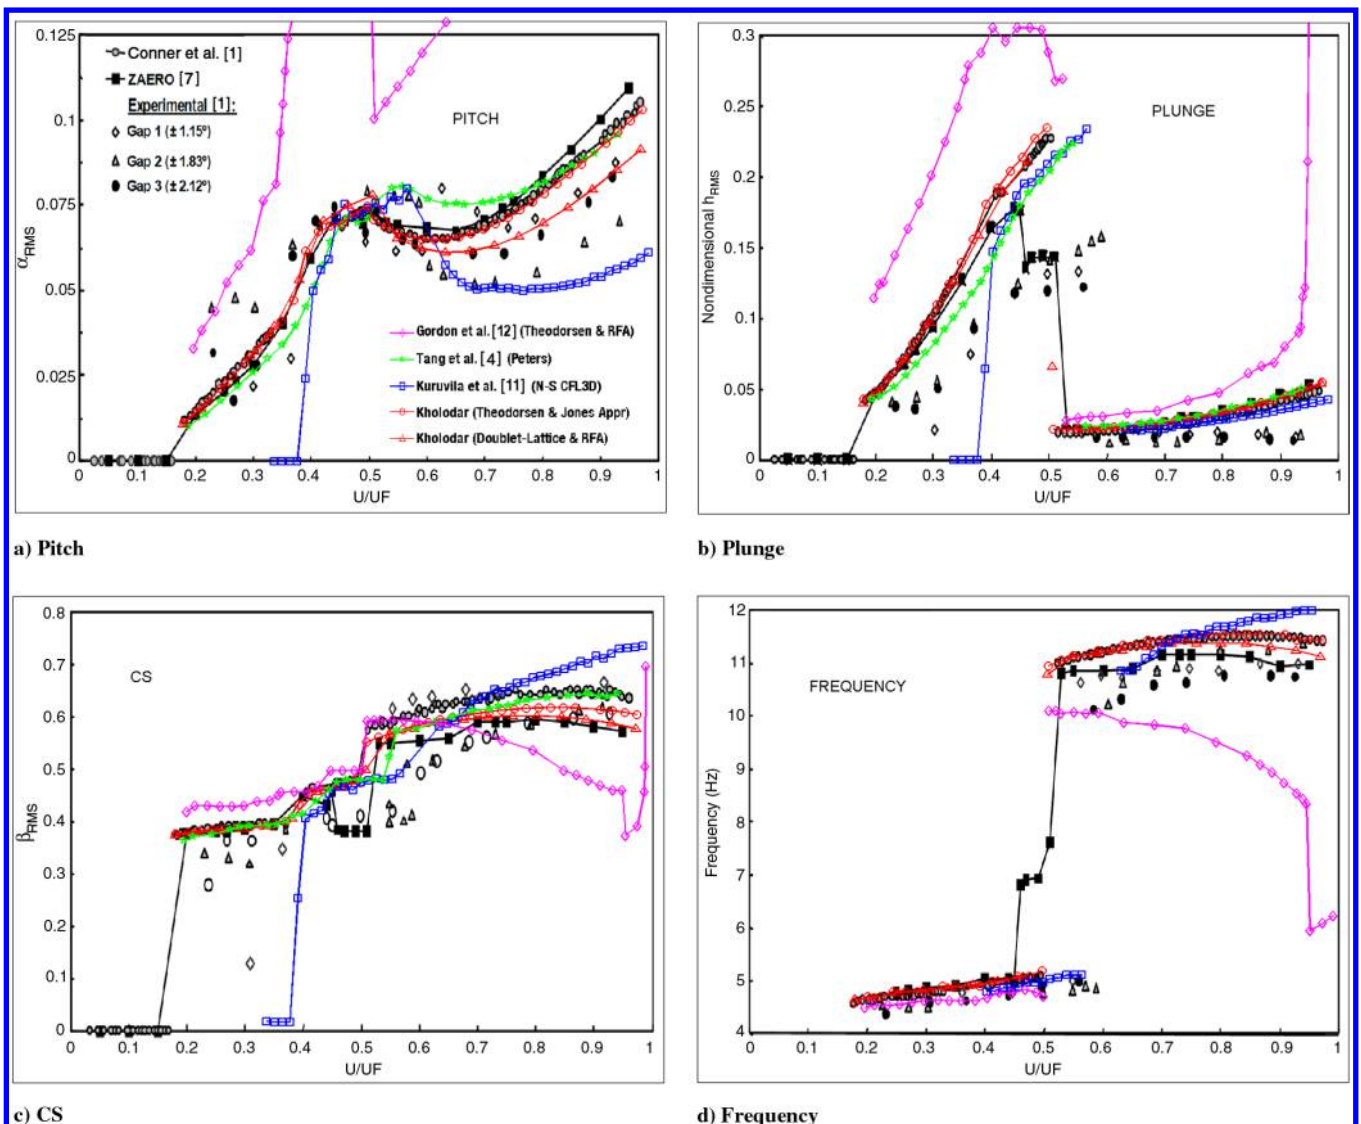 0.125
0.1
0.075
0.05
0.025
0
αRMS
Conner et al. [1]
ZAERO [7]
Experimental [1]:
Gap 1 (±1.15º)
Gap 2 (±1.83º)
Gap 3 (±2.12º)
PITCH
Gordon et al. [12] (Theodorsen & RFA)
Tang et al. [4] (Peters)
Kuruvila et al. [11] (N-S CFL3D)
Kholodar (Theodorsen & Jones Appr)
Kholodar (Doublet-Lattice & RFA)
0 0.1 0.2 0.3 0.4 0.5 0.6 0.7 0.8 0.9 1
U/UF
a) Pitch
0.3
0.25
0.2
0.15
0.1
0.05
0
Nondimensional hRMS
PLUNGE
0 0.1 0.2 0.3 0.4 0.5 0.6 0.7 0.8 0.9 1
U/UF
b) Plunge
0.8
0.7
0.6
0.5
0.4
0.3
0.2
0.1
0
βRMS
CS
0 0.1 0.2 0.3 0.4 0.5 0.6 0.7 0.8 0.9 1
U/UF
c) CS
12
11
10
9
8
7
6
5
4
Frequency (Hz)
FREQUENCY
0 0.1 0.2 0.3 0.4 0.5 0.6 0.7 0.8 0.9 1
U/UF
d) Frequency